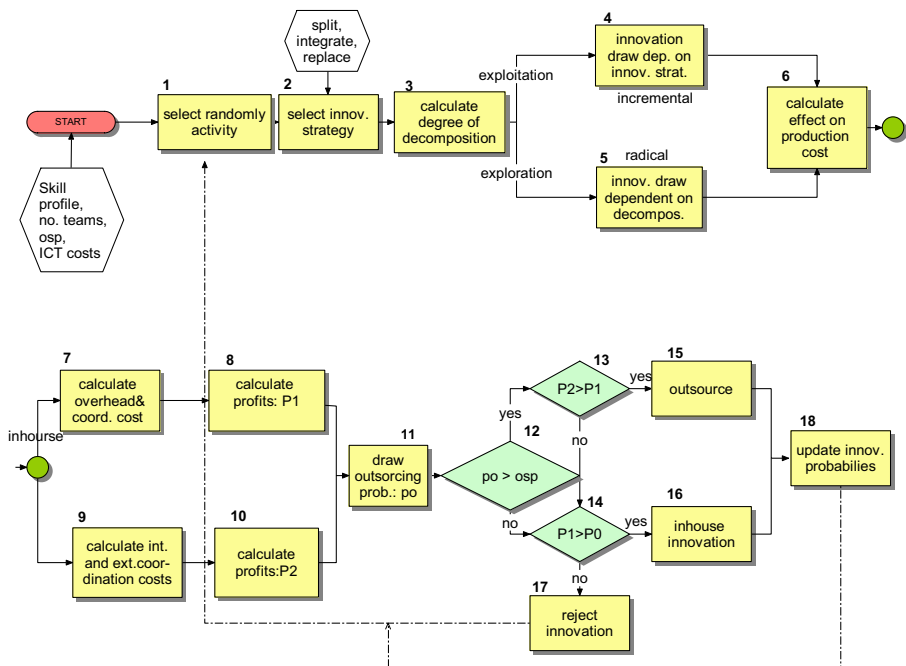 split,
integrate,
replace
START
Skill
profile,
no. teams,
osp,
ICT costs
1
select randomly
activity
2
select innov.
strategy
3
calculate
degree of
decomposition
exploitation
exploration
4
innovation
draw dep. on
innov. strat.
incremental
radical
5
innov. draw
dependent on
decompos.
6
calculate
effect on
production
cost
inhourse
7
calculate
overhead&
coord. cost
8
calculate
profits: P1
9
calculate int.
and ext.coor-
dination costs
10
calculate
profits:P2
11
draw
outsorcing
prob.: po
12
po > osp
yes
no
13
P2>P1
yes
no
14
P1>P0
yes
no
15
outsource
16
inhouse
innovation
17
reject
innovation
18
update innov.
probabilies